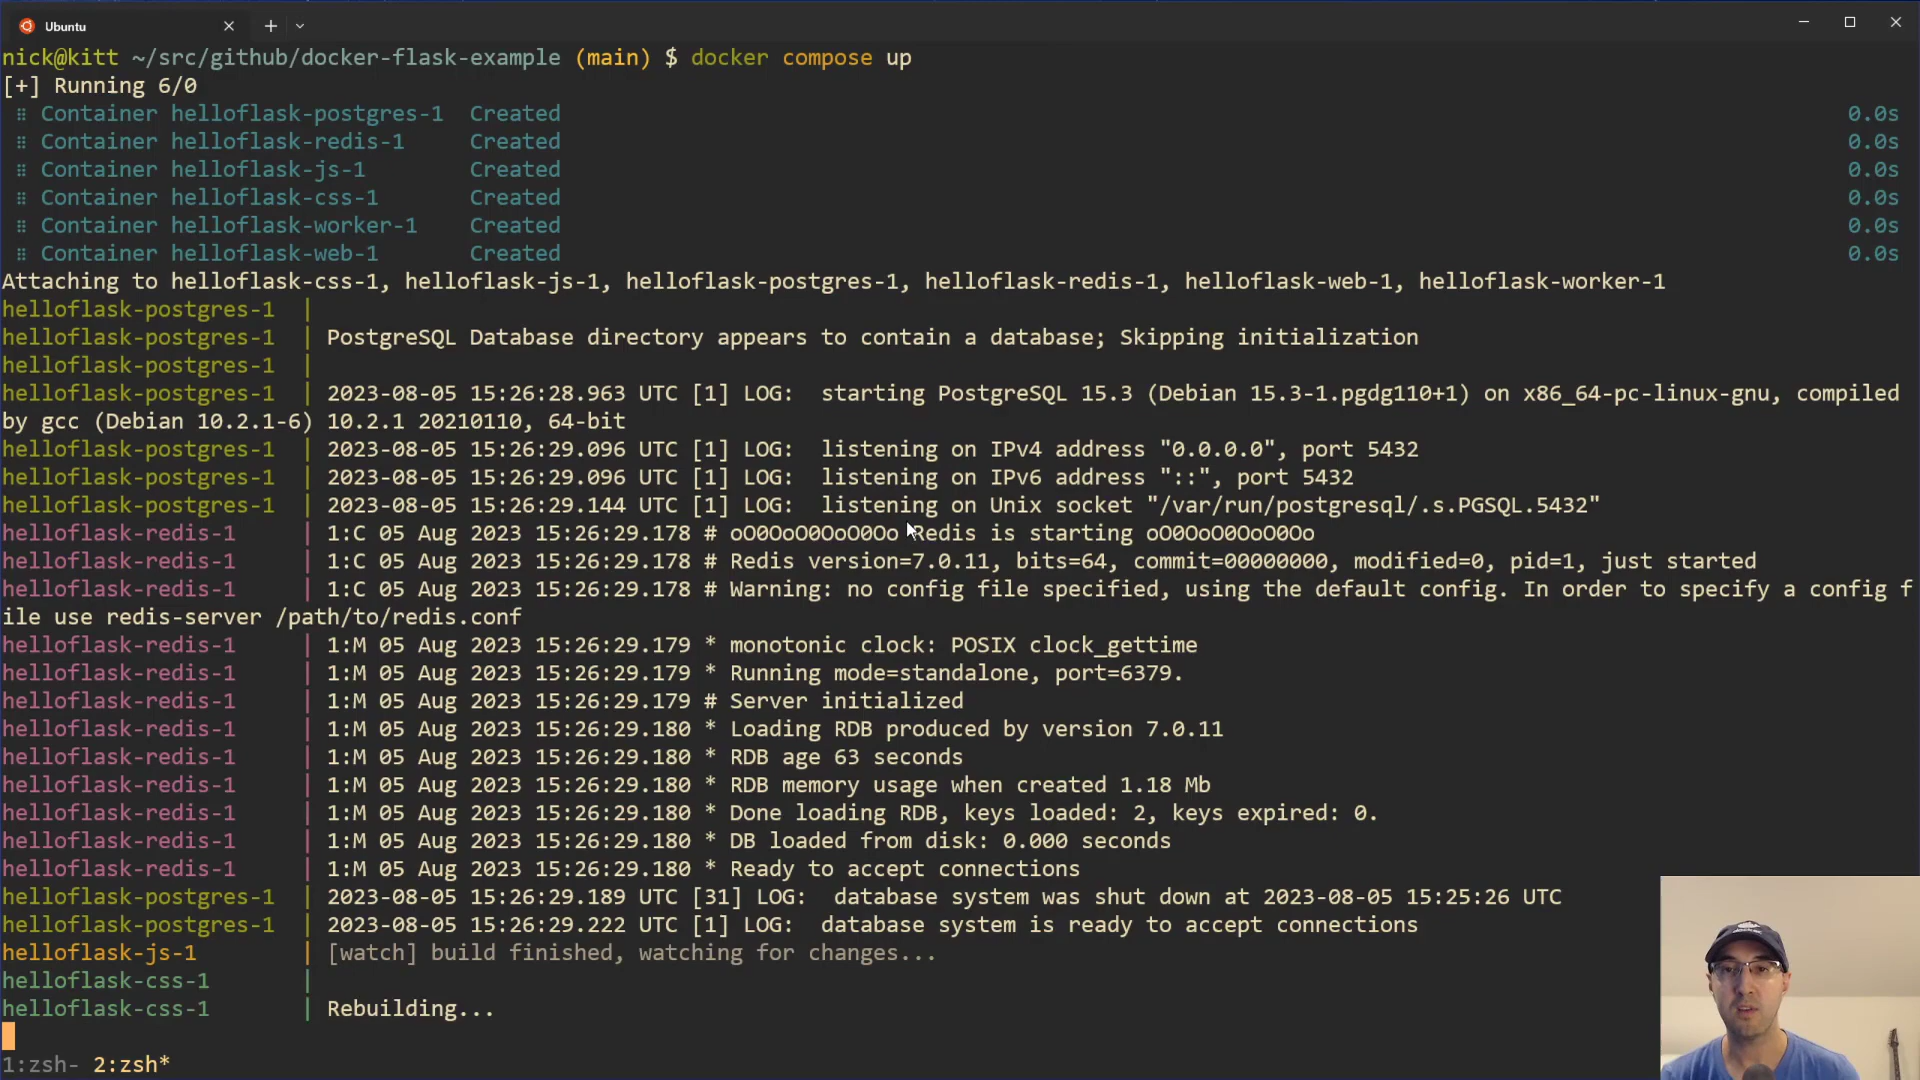 Ubuntu
nick@kitt ~/src/github/docker-flask-example (main) $ docker compose up
[+] Running 6/0
⠿ Container helloflask-postgres-1  Created 0.0s
⠿ Container helloflask-redis-1     Created 0.0s
⠿ Container helloflask-js-1        Created 0.0s
⠿ Container helloflask-css-1       Created 0.0s
⠿ Container helloflask-worker-1    Created 0.0s
⠿ Container helloflask-web-1       Created 0.0s
Attaching to helloflask-css-1, helloflask-js-1, helloflask-postgres-1, helloflask-redis-1, helloflask-web-1, helloflask-worker-1
helloflask-postgres-1  |
helloflask-postgres-1  | PostgreSQL Database directory appears to contain a database; Skipping initialization
helloflask-postgres-1  |
helloflask-postgres-1  | 2023-08-05 15:26:28.963 UTC [1] LOG:  starting PostgreSQL 15.3 (Debian 15.3-1.pgdg110+1) on x86_64-pc-linux-gnu, compiled
by gcc (Debian 10.2.1-6) 10.2.1 20210110, 64-bit
helloflask-postgres-1  | 2023-08-05 15:26:29.096 UTC [1] LOG:  listening on IPv4 address "0.0.0.0", port 5432
helloflask-postgres-1  | 2023-08-05 15:26:29.096 UTC [1] LOG:  listening on IPv6 address "::", port 5432
helloflask-postgres-1  | 2023-08-05 15:26:29.144 UTC [1] LOG:  listening on Unix socket "/var/run/postgresql/.s.PGSQL.5432"
helloflask-redis-1     | 1:C 05 Aug 2023 15:26:29.178 # oO0OoO0OoO0Oo Redis is starting oO0OoO0OoO0Oo
helloflask-redis-1     | 1:C 05 Aug 2023 15:26:29.178 # Redis version=7.0.11, bits=64, commit=00000000, modified=0, pid=1, just started
helloflask-redis-1     | 1:C 05 Aug 2023 15:26:29.178 # Warning: no config file specified, using the default config. In order to specify a config f
ile use redis-server /path/to/redis.conf
helloflask-redis-1     | 1:M 05 Aug 2023 15:26:29.179 * monotonic clock: POSIX clock_gettime
helloflask-redis-1     | 1:M 05 Aug 2023 15:26:29.179 * Running mode=standalone, port=6379.
helloflask-redis-1     | 1:M 05 Aug 2023 15:26:29.179 # Server initialized
helloflask-redis-1     | 1:M 05 Aug 2023 15:26:29.180 * Loading RDB produced by version 7.0.11
helloflask-redis-1     | 1:M 05 Aug 2023 15:26:29.180 * RDB age 63 seconds
helloflask-redis-1     | 1:M 05 Aug 2023 15:26:29.180 * RDB memory usage when created 1.18 Mb
helloflask-redis-1     | 1:M 05 Aug 2023 15:26:29.180 * Done loading RDB, keys loaded: 2, keys expired: 0.
helloflask-redis-1     | 1:M 05 Aug 2023 15:26:29.180 * DB loaded from disk: 0.000 seconds
helloflask-redis-1     | 1:M 05 Aug 2023 15:26:29.180 * Ready to accept connections
helloflask-postgres-1  | 2023-08-05 15:26:29.189 UTC [31] LOG:  database system was shut down at 2023-08-05 15:25:26 UTC
helloflask-postgres-1  | 2023-08-05 15:26:29.222 UTC [1] LOG:  database system is ready to accept connections
helloflask-js-1        | [watch] build finished, watching for changes...
helloflask-css-1       |
helloflask-css-1       | Rebuilding...
1:zsh- 2:zsh*